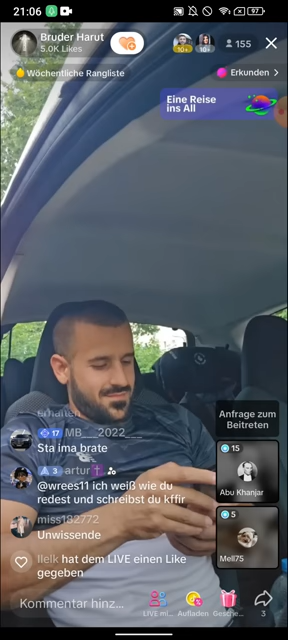 21:06
97
Bruder Harut
5.0K Likes
10+
10+
155
Wöchentliche Rangliste
Erkunden
Eine Reise
ins All
Anfrage zum
Beitreten
erhalten
17 MB___2022___
Sta ima brate
3 artur
@wrees11 ich weiß wie du
redest und schreibst du kffir
miss182772
Unwissende
hat dem LIVE einen Like
gegeben
15
Abu Khanjar
5
Mell75
Kommentar hinz...
LIVE mi...
Aufladen
Gesche...
3